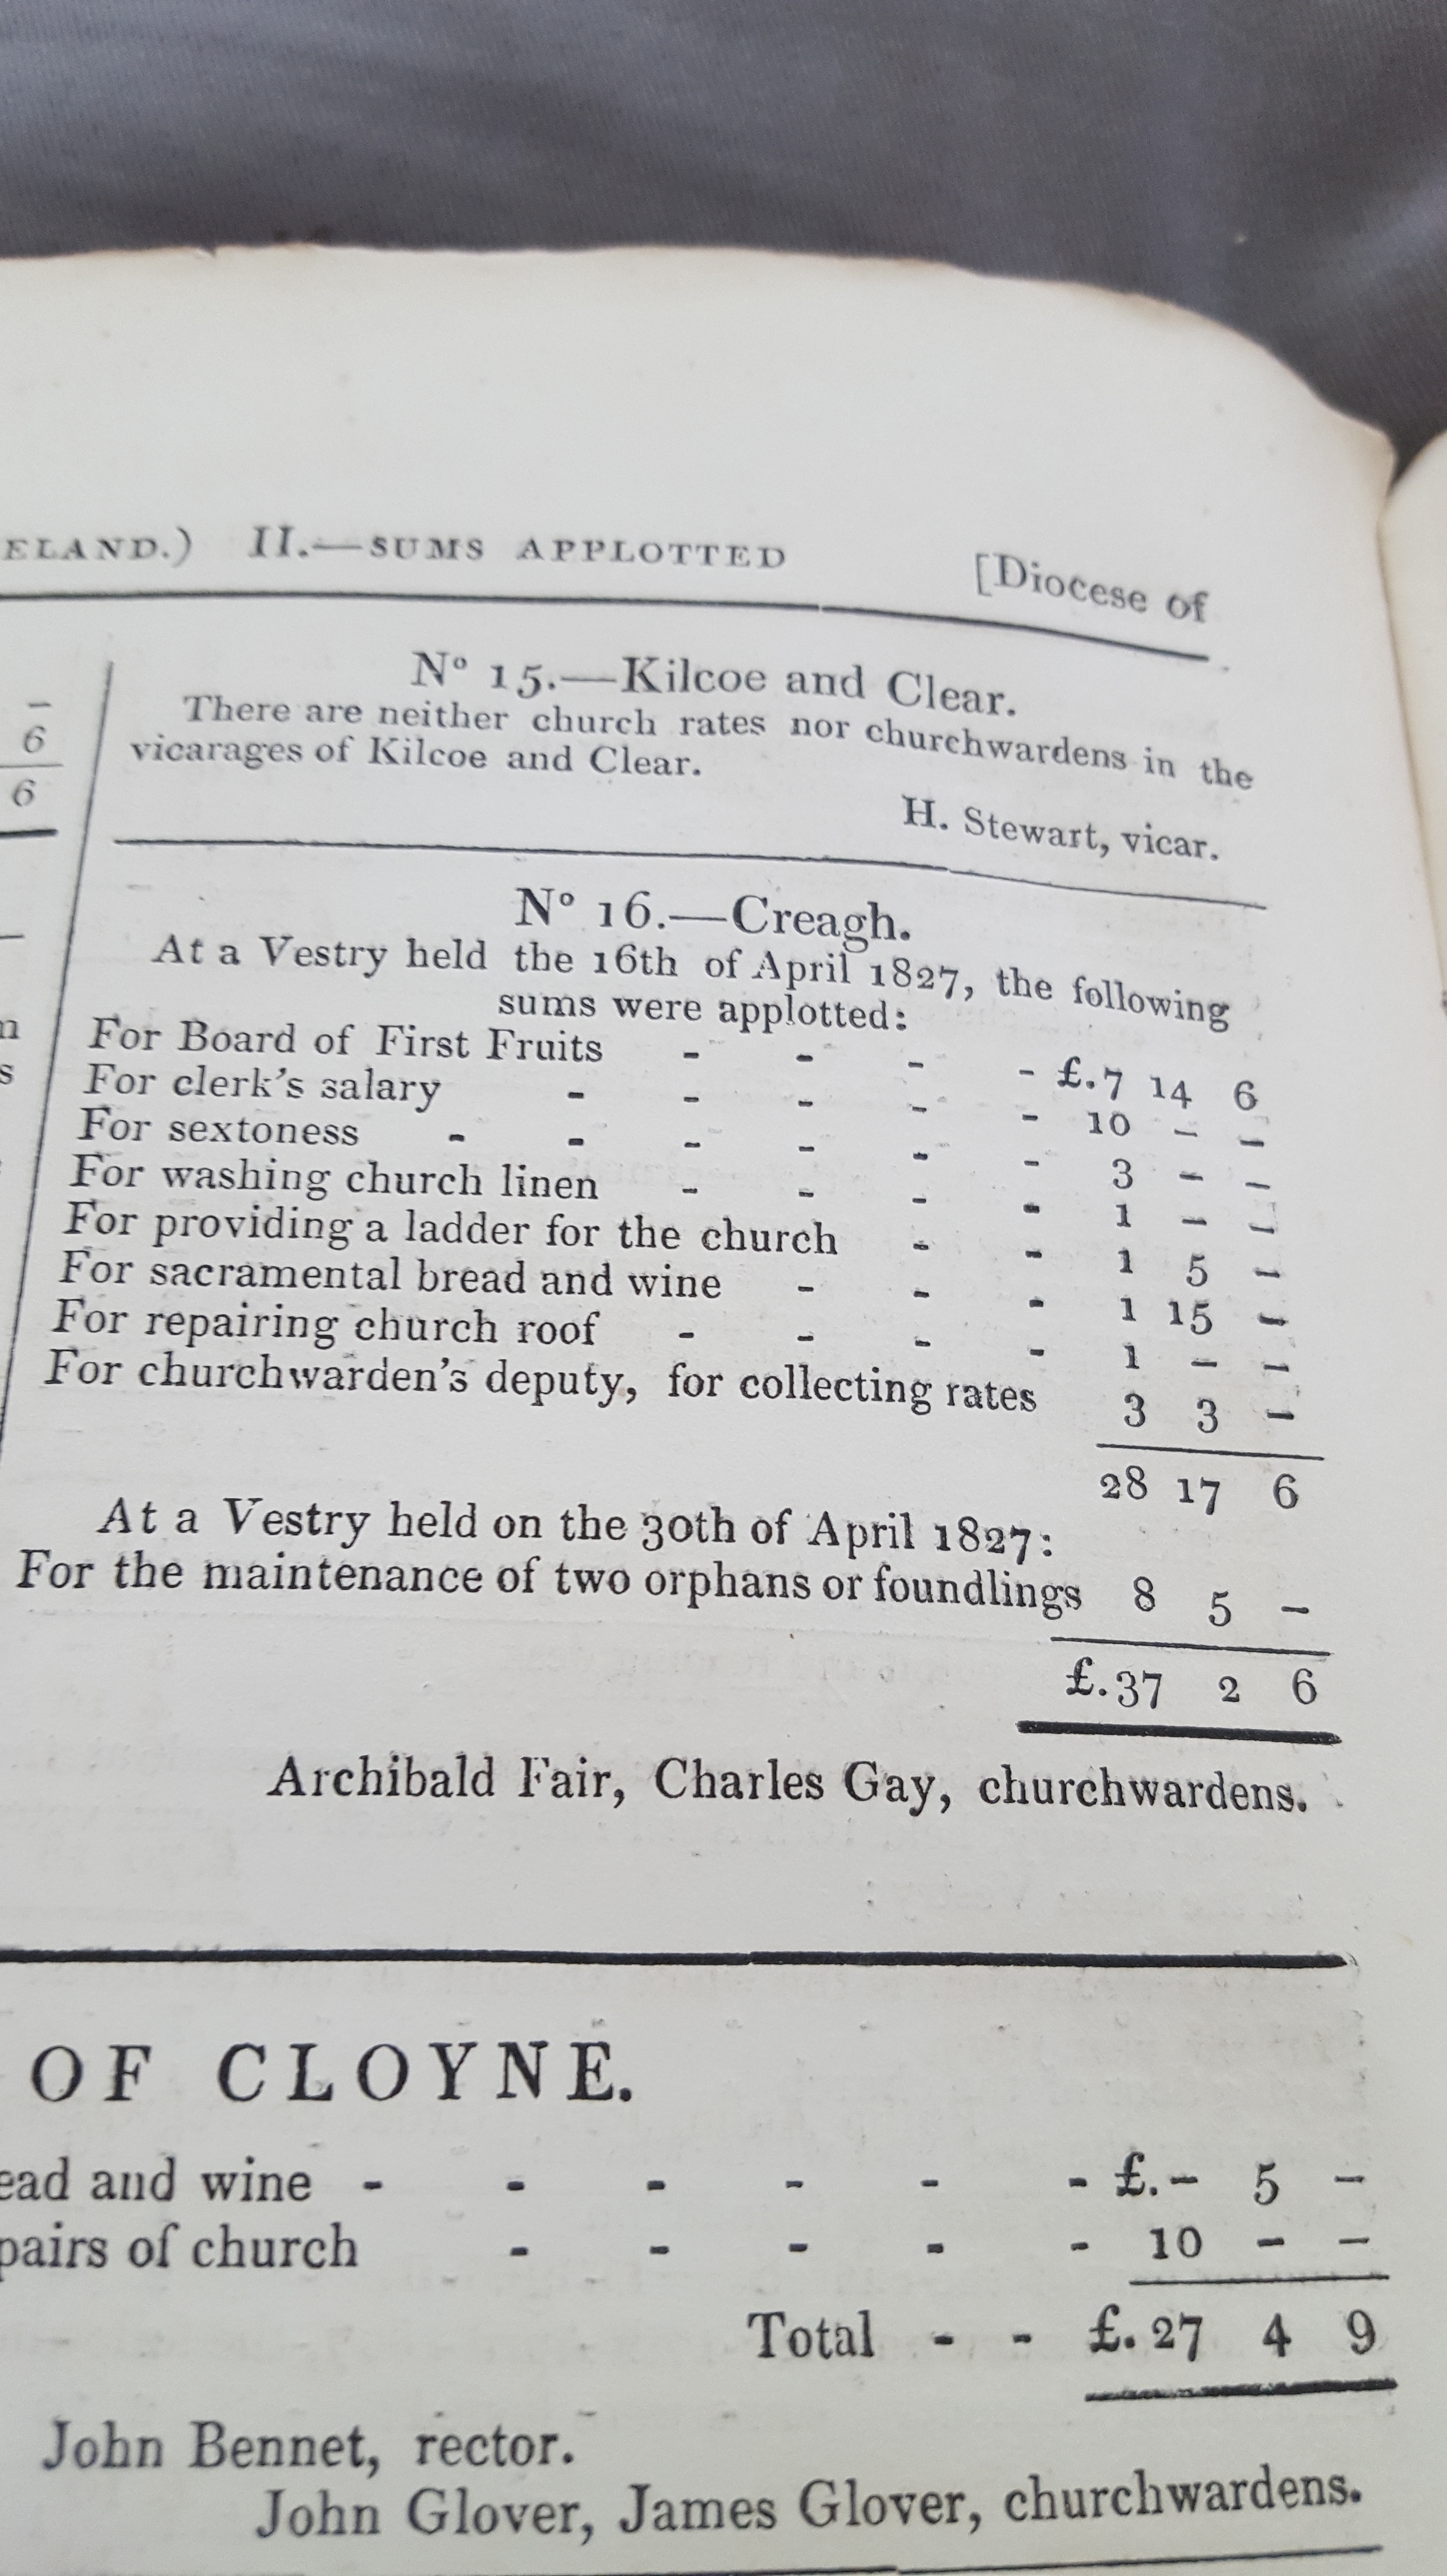 ELAND.) II.—SUMS APPLOTTED [Diocese of
–
6
6
n
s
Nº 15.—Kilcoe and Clear.
There are neither church rates nor churchwardens in the
vicarages of Kilcoe and Clear.
H. Stewart, vicar.
Nº 16.—Creagh.
At a Vestry held the 16th of April 1827, the following
sums were applotted:
For Board of First Fruits - - - - £.7 14 6
For clerk's salary - - - - - 10 – –
For sextoness - - - - - - 3 – –
For washing church linen - - - - 1 – –
For providing a ladder for the church - - 1 5 –
For sacramental bread and wine - - - 1 15 –
For repairing church roof - - - - 1 – –
For churchwarden's deputy, for collecting rates 3 3 –
28 17 6
At a Vestry held on the 30th of April 1827:
For the maintenance of two orphans or foundlings 8 5 –
£.37 2 6
Archibald Fair, Charles Gay, churchwardens.
OF CLOYNE.
ead and wine - - - - - - £.– 5 –
pairs of church - - - - - 10 – –
Total - - £.27 4 9
John Bennet, rector.
John Glover, James Glover, churchwardens.